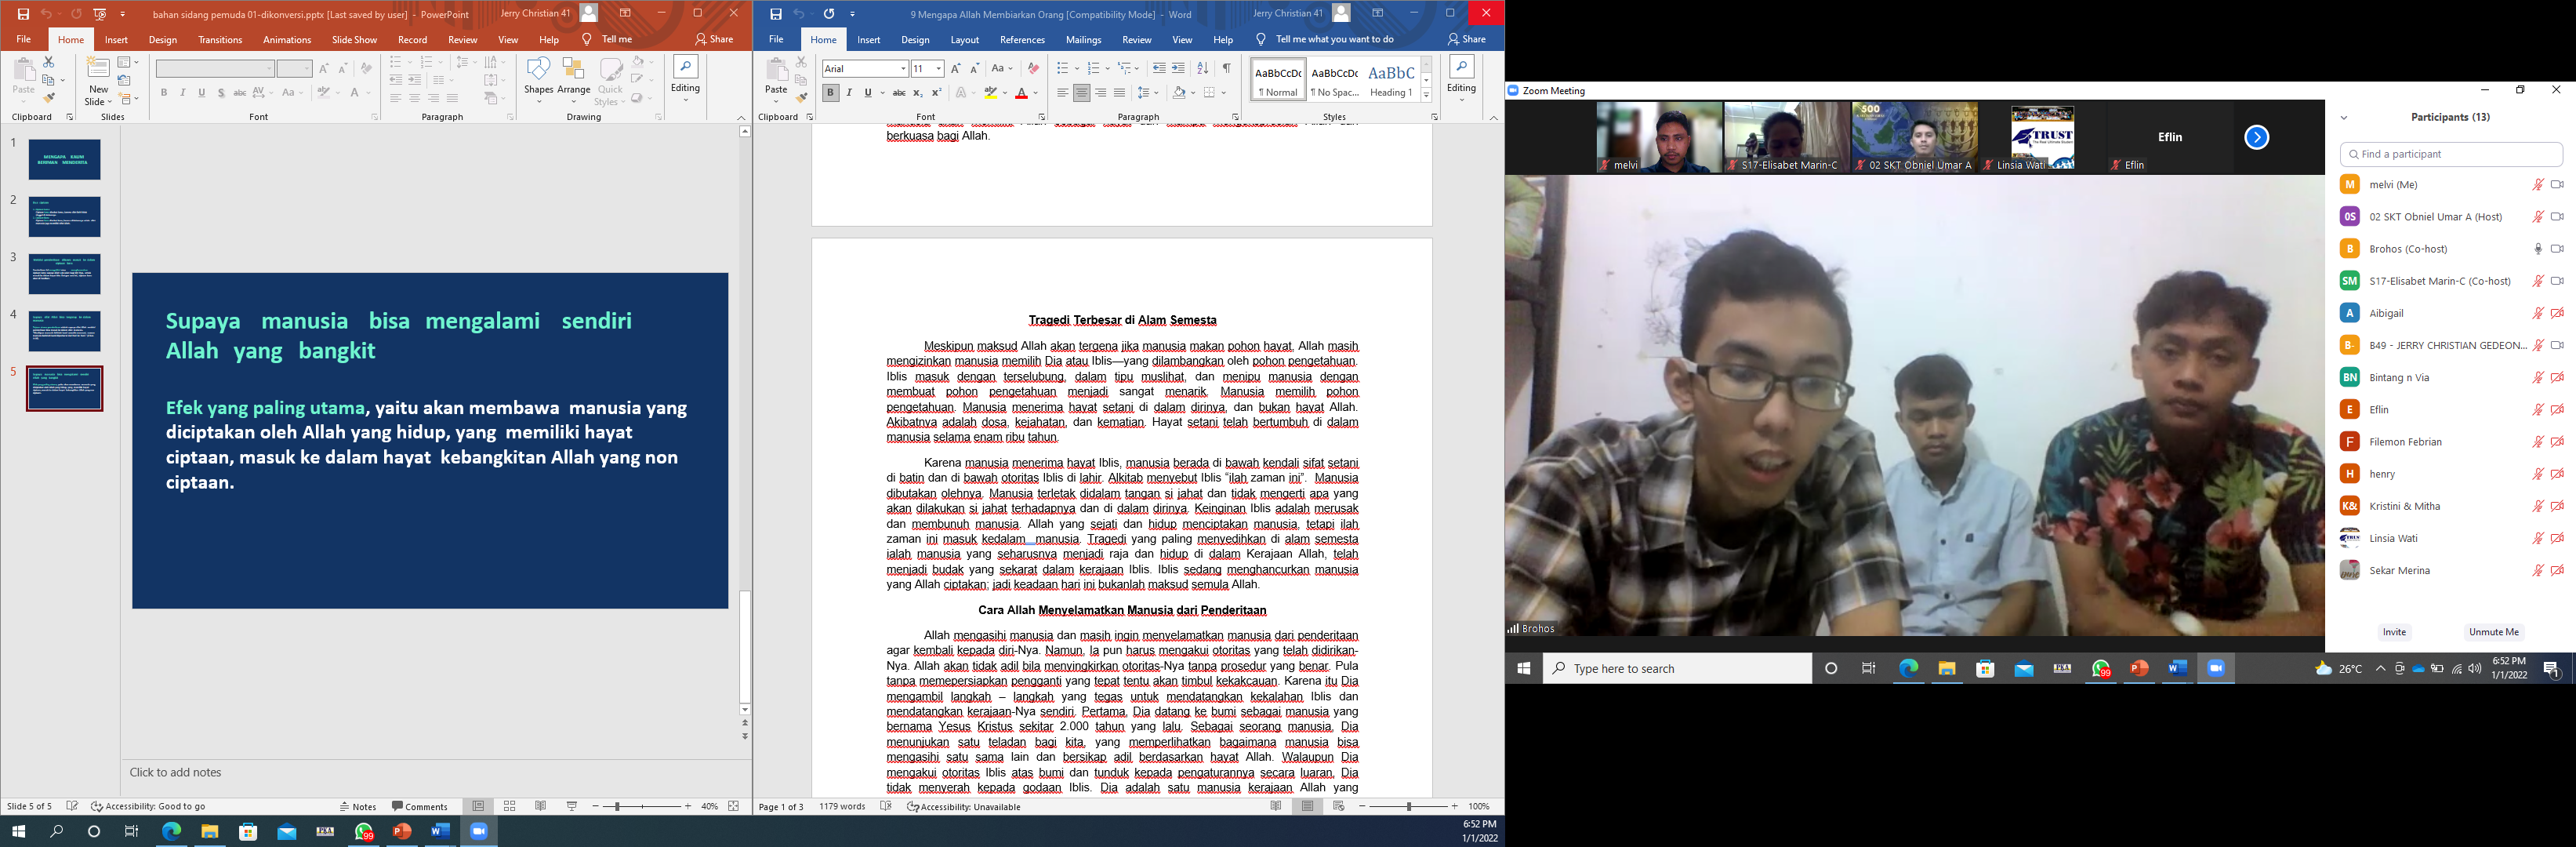 bahan sidang pemuda 01-dikonversi.pptx [Last saved by user] - PowerPoint
Jerry Christian 41
File Home Insert Design Transitions Animations Slide Show Record Review View Help Tell me Share
Paste
New
Slide
Shapes Arrange Quick
Styles
Editing
Clipboard Slides Font Paragraph Drawing
1
MENGAPA KAUM
BERIMAN MENDERITA
2
3
4
5
Supaya manusia bisa mengalami sendiri
Allah yang bangkit
Efek yang paling utama, yaitu akan membawa manusia yang
diciptakan oleh Allah yang hidup, yang memiliki hayat
ciptaan, masuk ke dalam hayat kebangkitan Allah yang non
ciptaan.
Click to add notes
Slide 5 of 5 Accessibility: Good to go Notes Comments 40%
9 Mengapa Allah Membiarkan Orang [Compatibility Mode] - Word
Jerry Christian 41
File Home Insert Design Layout References Mailings Review View Help Tell me what you want to do Share
Paste
Arial 11
AaBbCcDc AaBbCcDc AaBbC
¶ Normal ¶ No Spac... Heading 1
Editing
Clipboard Font Paragraph Styles
berkuasa bagi Allah.
Tragedi Terbesar di Alam Semesta
Meskipun maksud Allah akan tergena jika manusia makan pohon hayat, Allah masih
mengizinkan manusia memilih Dia atau Iblis—yang dilambangkan oleh pohon pengetahuan.
Iblis masuk dengan terselubung, dalam tipu muslihat, dan menipu manusia dengan
membuat pohon pengetahuan menjadi sangat menarik. Manusia memilih pohon
pengetahuan. Manusia menerima hayat setani di dalam dirinya, dan bukan hayat Allah.
Akibatnya adalah dosa, kejahatan, dan kematian. Hayat setani telah bertumbuh di dalam
manusia selama enam ribu tahun.
Karena manusia menerima hayat Iblis, manusia berada di bawah kendali sifat setani
di batin dan di bawah otoritas Iblis di lahir. Alkitab menyebut Iblis "ilah zaman ini". Manusia
dibutakan olehnya. Manusia terletak didalam tangan si jahat dan tidak mengerti apa yang
akan dilakukan si jahat terhadapnya dan di dalam dirinya. Keinginan Iblis adalah merusak
dan membunuh manusia. Allah yang sejati dan hidup menciptakan manusia, tetapi ilah
zaman ini masuk kedalam manusia. Tragedi yang paling menyedihkan di alam semesta
ialah manusia yang seharusnya menjadi raja dan hidup di dalam Kerajaan Allah, telah
menjadi budak yang sekarat dalam kerajaan Iblis. Iblis sedang menghancurkan manusia
yang Allah ciptakan; jadi keadaan hari ini bukanlah maksud semula Allah.
Cara Allah Menyelamatkan Manusia dari Penderitaan
Allah mengasihi manusia dan masih ingin menyelamatkan manusia dari penderitaan
agar kembali kepada diri-Nya. Namun, Ia pun harus mengakui otoritas yang telah didirikan-
Nya. Allah akan tidak adil bila menyingkirkan otoritas-Nya tanpa prosedur yang benar. Pula
tanpa memepersiapkan pengganti yang tepat tentu akan timbul kekakcauan. Karena itu Dia
mengambil langkah – langkah yang tegas untuk mendatangkan kekalahan Iblis dan
mendatangkan kerajaan-Nya sendiri. Pertama, Dia datang ke bumi sebagai manusia yang
bernama Yesus Kristus sekitar 2.000 tahun yang lalu. Sebagai seorang manusia, Dia
menunjukan satu teladan bagi kita, yang memperlihatkan bagaimana manusia bisa
mengasihi satu sama lain dan bersikap adil berdasarkan hayat Allah. Walaupun Dia
mengakui otoritas Iblis atas bumi dan tunduk kepada pengaturannya secara luaran, Dia
tidak menyerah kepada godaan Iblis. Dia adalah satu manusia kerajaan Allah yang
Page 1 of 3 1179 words Accessibility: Unavailable 100%
99
6:52 PM
1/1/2022
Zoom Meeting
melvi
S17-Elisabet Marin-C
500
02 SKT Obniel Umar A
TRUST
Linsia Wati
Eflin
Eflin
Brohos
Participants (13)
Find a participant
M melvi (Me)
0S 02 SKT Obniel Umar A (Host)
B Brohos (Co-host)
SM S17-Elisabet Marin-C (Co-host)
A Aibigail
B- B49 - JERRY CHRISTIAN GEDEON...
BN Bintang n Via
E Eflin
F Filemon Febrian
H henry
K& Kristini & Mitha
Linsia Wati
Sekar Merina
Invite Unmute Me
Type here to search
99
26°C
6:52 PM
1/1/2022
1